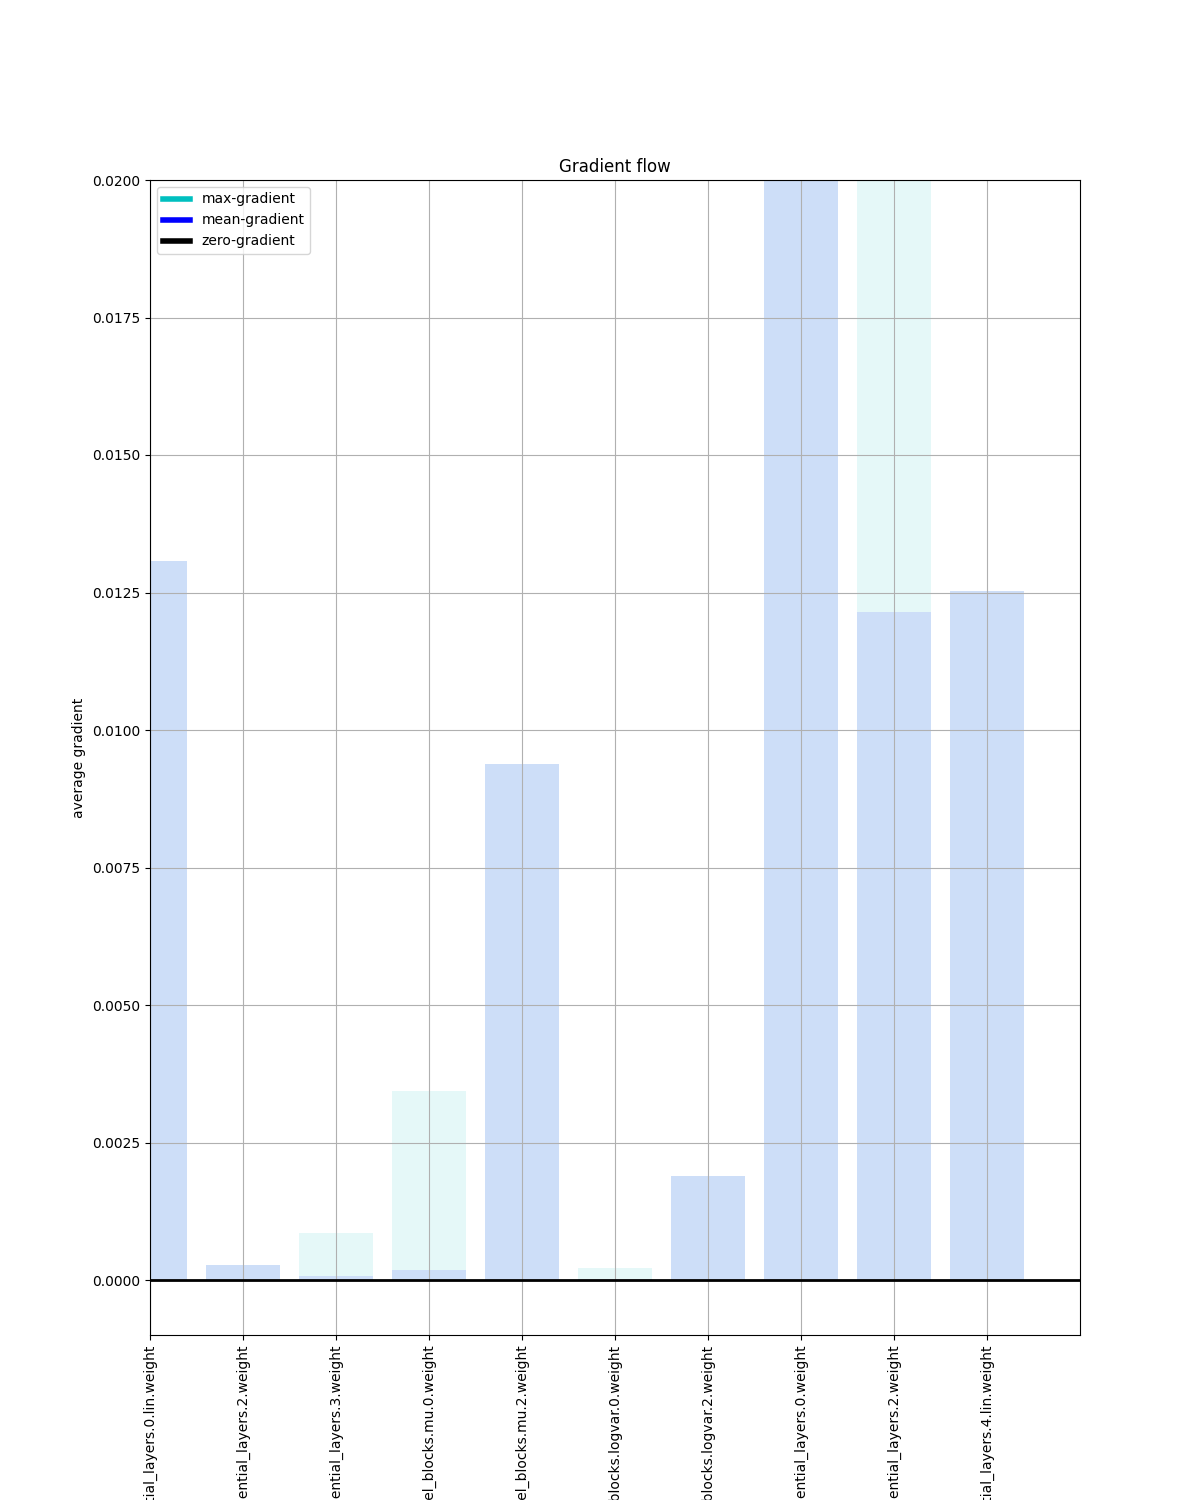 Gradient flow
max-gradient
mean-gradient
zero-gradient
average gradient
0.0200
0.0175
0.0150
0.0125
0.0100
0.0075
0.0050
0.0025
0.0000
tial_layers.0.lin.weight
ential_layers.2.weight
ential_layers.3.weight
el_blocks.mu.0.weight
el_blocks.mu.2.weight
blocks.logvar.0.weight
blocks.logvar.2.weight
ential_layers.0.weight
ential_layers.2.weight
tial_layers.4.lin.weight